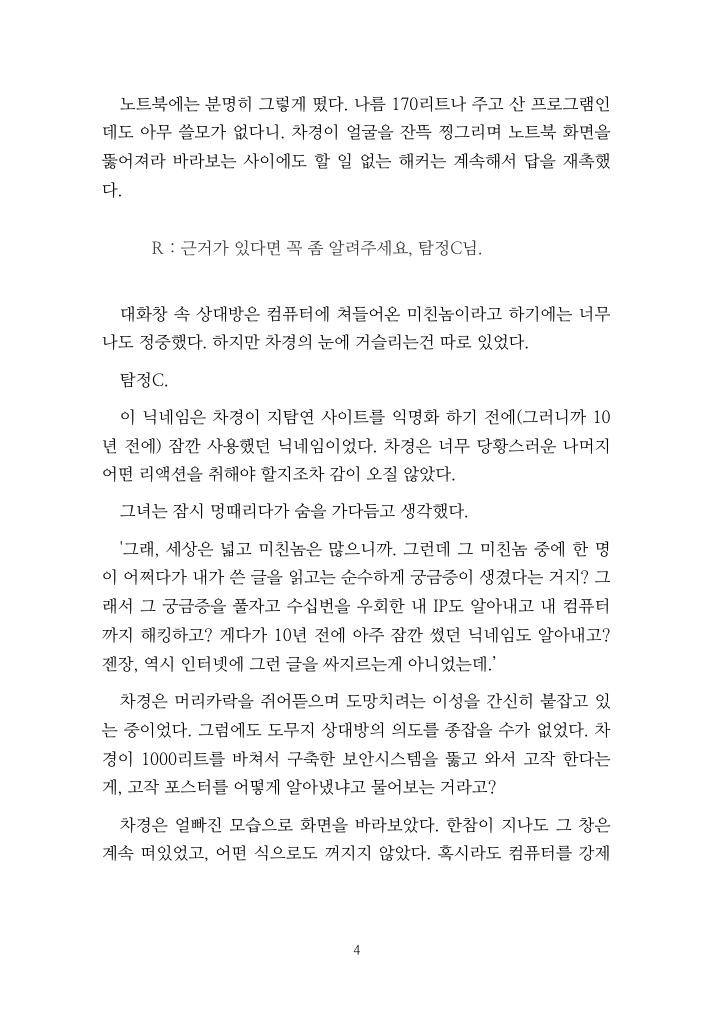 노트북에는 분명히 그렇게 떴다. 나름 170리트나 주고 산 프로그램인
데도 아무 쓸모가 없다니. 차경이 얼굴을 잔뜩 찡그리며 노트북 화면을
뚫어져라 바라보는 사이에도 할 일 없는 해커는 계속해서 답을 재촉했
다.
R : 근거가 있다면 꼭 좀 알려주세요, 탐정C님.
대화창 속 상대방은 컴퓨터에 쳐들어온 미친놈이라고 하기에는 너무
나도 정중했다. 하지만 차경의 눈에 거슬리는건 따로 있었다.
탐정C.
이 닉네임은 차경이 지탐연 사이트를 익명화 하기 전에(그러니까 10
년 전에) 잠깐 사용했던 닉네임이었다. 차경은 너무 당황스러운 나머지
어떤 리액션을 취해야 할지조차 감이 오질 않았다.
그녀는 잠시 멍때리다가 숨을 가다듬고 생각했다.
'그래, 세상은 넓고 미친놈은 많으니까. 그런데 그 미친놈 중에 한 명
이 어쩌다가 내가 쓴 글을 읽고는 순수하게 궁금증이 생겼다는 거지? 그
래서 그 궁금증을 풀자고 수십번을 우회한 내 IP도 알아내고 내 컴퓨터
까지 해킹하고? 게다가 10년 전에 아주 잠깐 썼던 닉네임도 알아내고?
젠장, 역시 인터넷에 그런 글을 싸지르는게 아니었는데.’
차경은 머리카락을 쥐어뜯으며 도망치려는 이성을 간신히 붙잡고 있
는 중이었다. 그럼에도 도무지 상대방의 의도를 종잡을 수가 없었다. 차
경이 1000리트를 바쳐서 구축한 보안시스템을 뚫고 와서 고작 한다는
게, 고작 포스터를 어떻게 알아냈냐고 물어보는 거라고?
차경은 얼빠진 모습으로 화면을 바라보았다. 한참이 지나도 그 창은
계속 떠있었고, 어떤 식으로도 꺼지지 않았다. 혹시라도 컴퓨터를 강제
4